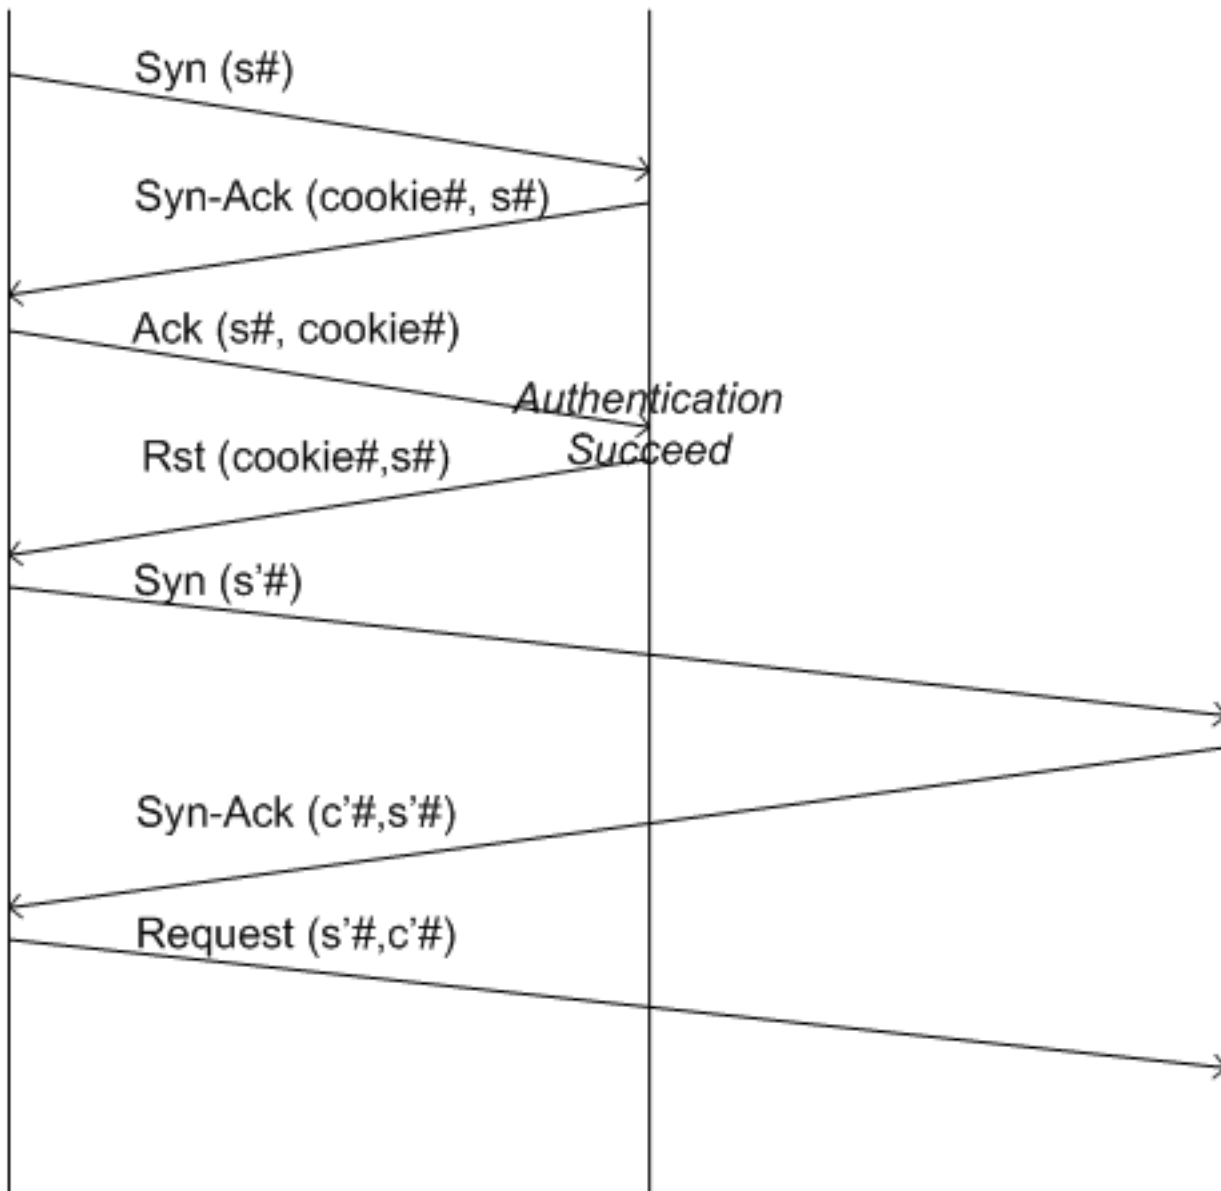 Syn (s#)
Syn-Ack (cookie#, s#)
Ack (s#, cookie#)
Authentication
Succeed
Rst (cookie#,s#)
Syn (s’#)
Syn-Ack (c’#,s’#)
Request (s’#,c’#)